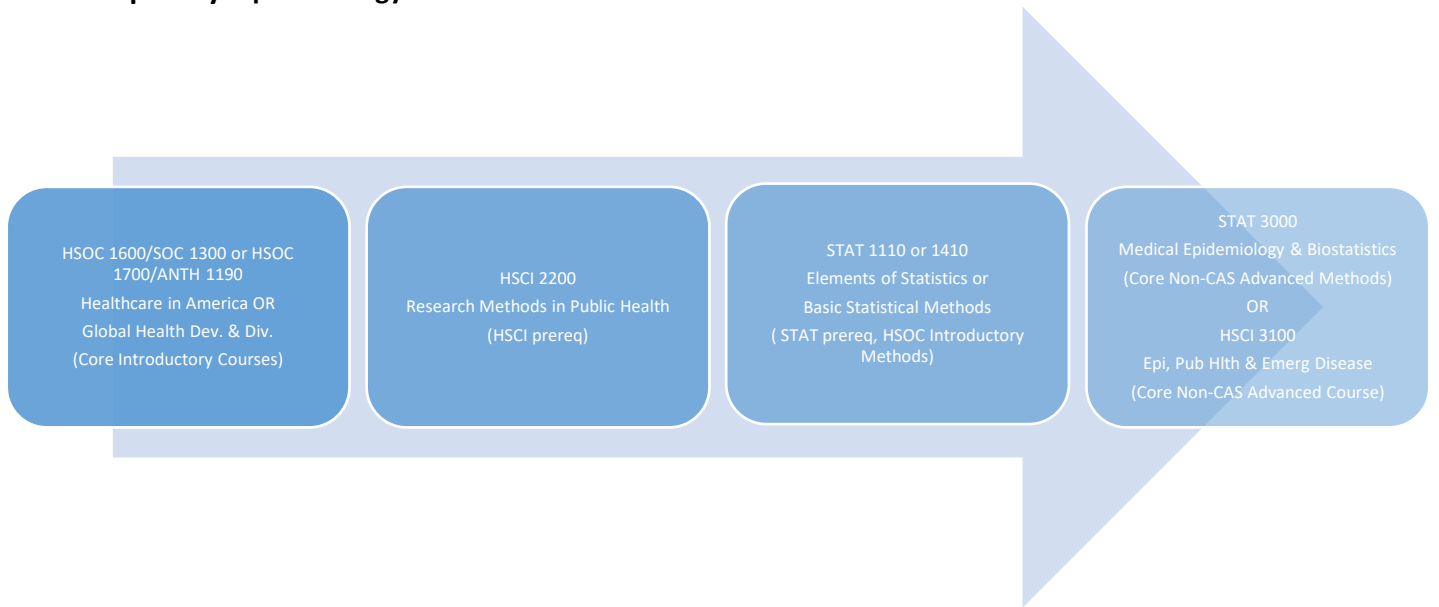 HSOC 1600/SOC 1300 or HSOC
1700/ANTH 1190
Healthcare in America OR
Global Health Dev. & Div.
(Core Introductory Courses)
HSCI 2200
Research Methods in Public Health
(HSCI prereq)
STAT 1110 or 1410
Elements of Statistics or
Basic Statistical Methods
( STAT prereq, HSOC Introductory
Methods)
STAT 3000
Medical Epidemiology & Biostatistics
(Core Non-CAS Advanced Methods)
OR
HSCI 3100
Epi, Pub Hlth & Emerg Disease
(Core Non-CAS Advanced Course)